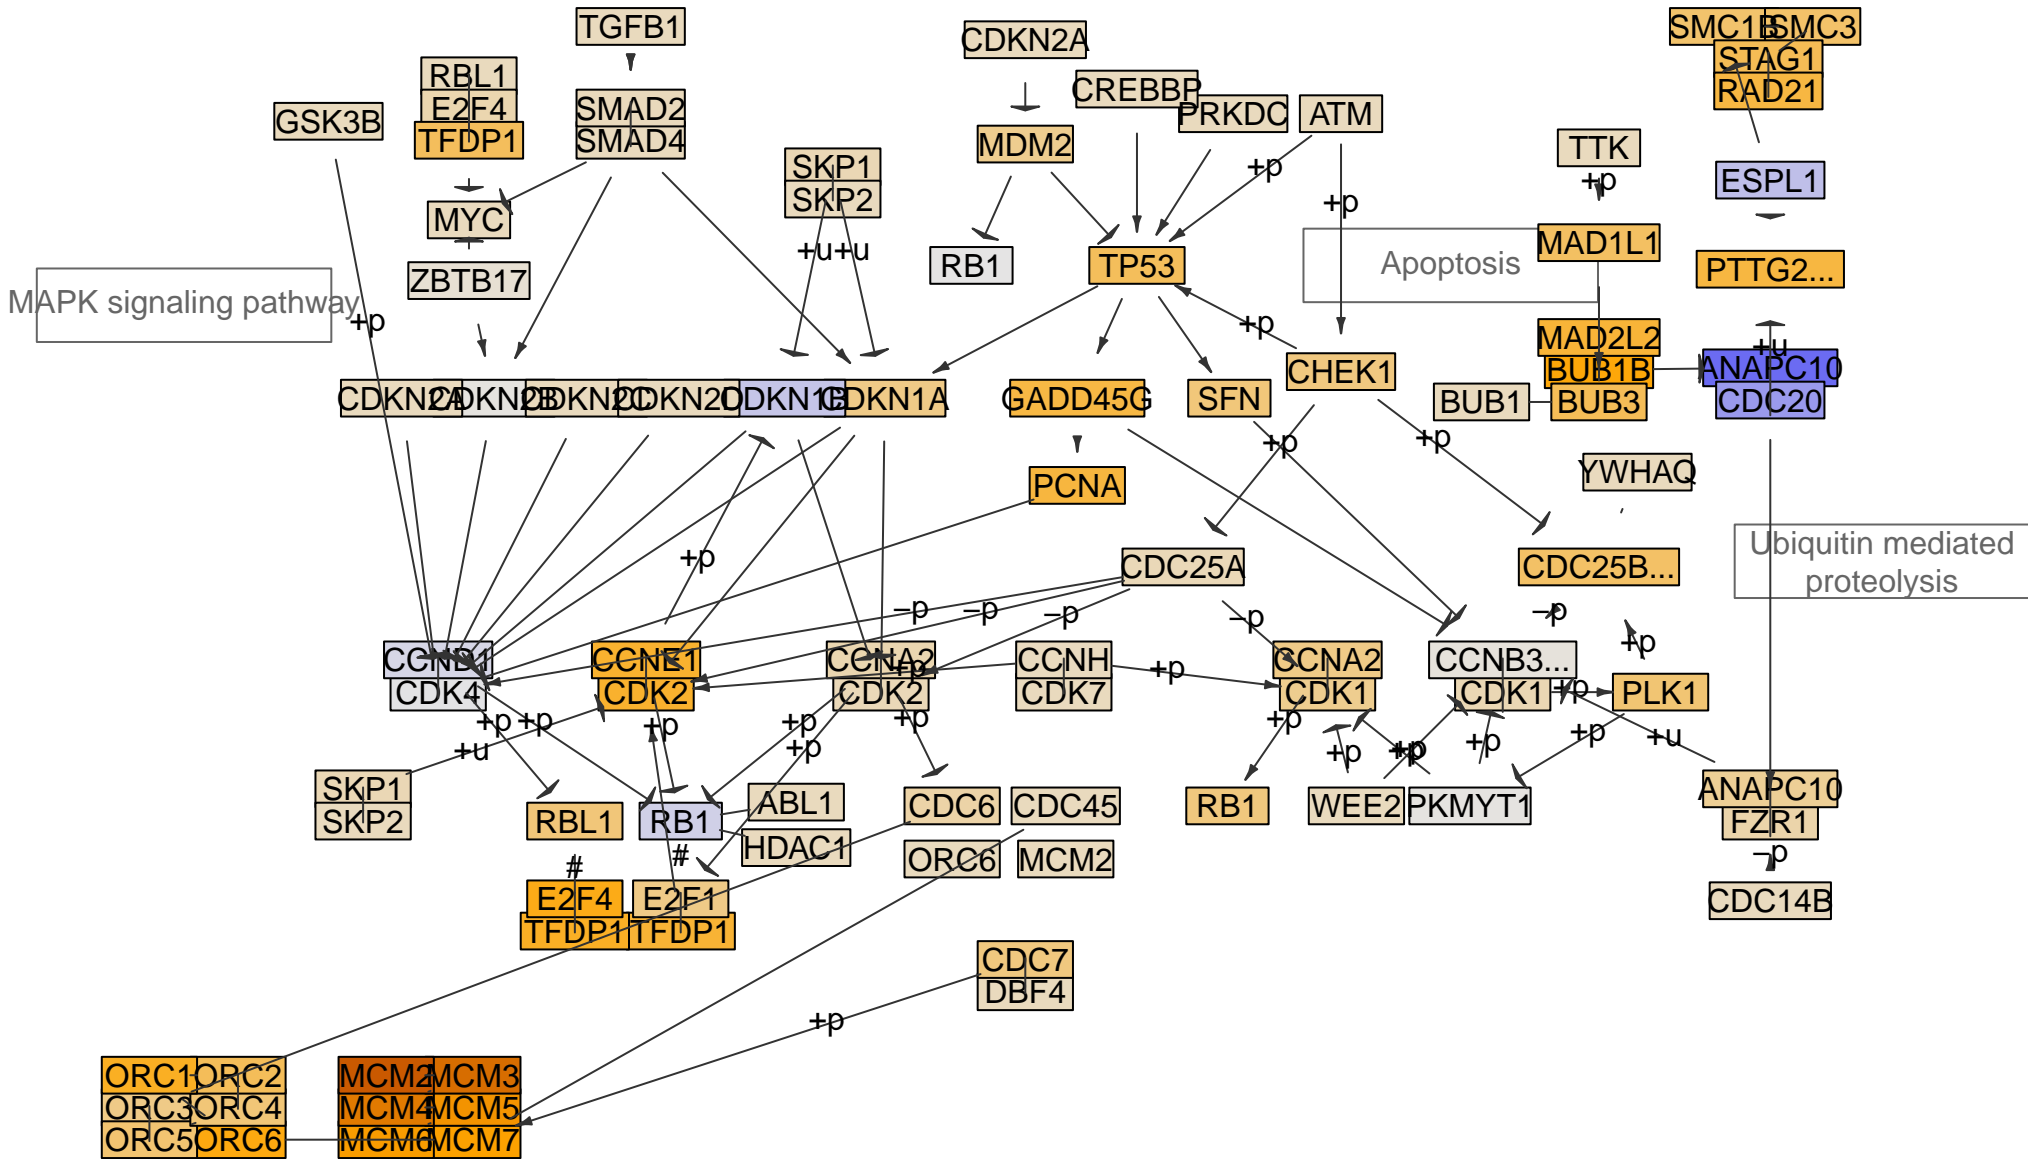 TGFB1
CDKN2A
SMC1B
SMC3
STAG1
RAD21
RBL1
E2F4
TFDP1
CREBBP
PRKDC
ATM
GSK3B
SMAD2
SMAD4
MDM2
TTK
+p
SKP1
SKP2
+p
ESPL1
MYC
+p
+u
+u
ZBTB17
RB1
TP53
Apoptosis
MAD1L1
PTTG2...
MAPK signaling pathway
+p
+p
MAD2L2
+u
CDKN2A
CDKN2B
CDKN2C
CDKN2D
CDKN1B
CDKN1A
GADD45G
SFN
CHEK1
BUB1
BUB1B
BUB3
ANAPC10
CDC20
+p
+p
YWHAQ
PCNA
Ubiquitin mediated
proteolysis
+p
CDC25A
CDC25B...
−p
−p
−p
−p
−p
+p
CCND1
CDK4
CCNE1
CDK2
CCNA2
CDK2
+p
CCNH
CDK7
+p
CCNA2
CDK1
CCNB3...
CDK1
+p
PLK1
+p
+p
+p
+p
+p
+p
+p
+u
+p
+p
+p
+p
+p
+u
SKP1
SKP2
RBL1
RB1
ABL1
HDAC1
CDC6
CDC45
ORC6
MCM2
RB1
WEE2
PKMYT1
ANAPC10
FZR1
−p
CDC14B
#
#
E2F4
TFDP1
E2F1
TFDP1
CDC7
DBF4
+p
ORC1
ORC2
MCM2
MCM3
ORC3
ORC4
MCM4
MCM5
ORC5
ORC6
MCM6
MCM7